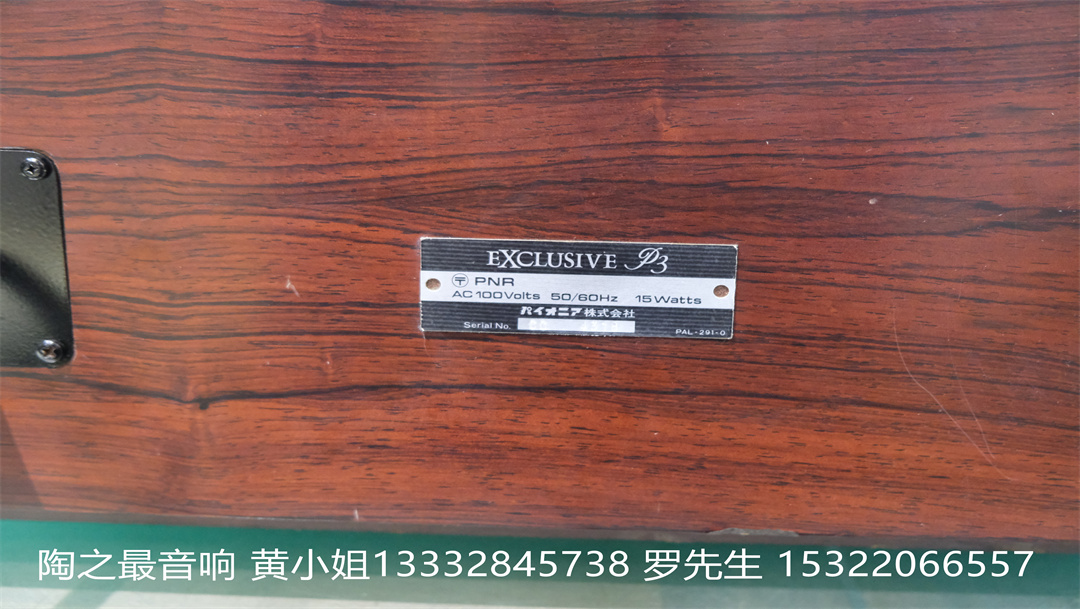 EXCLUSIVE P3
〒 PNR
AC 100Volts 50/60Hz 15Watts
パイオニア株式会社
Serial No.
PAL-291-0
陶之最音响 黄小姐13332845738 罗先生 15322066557